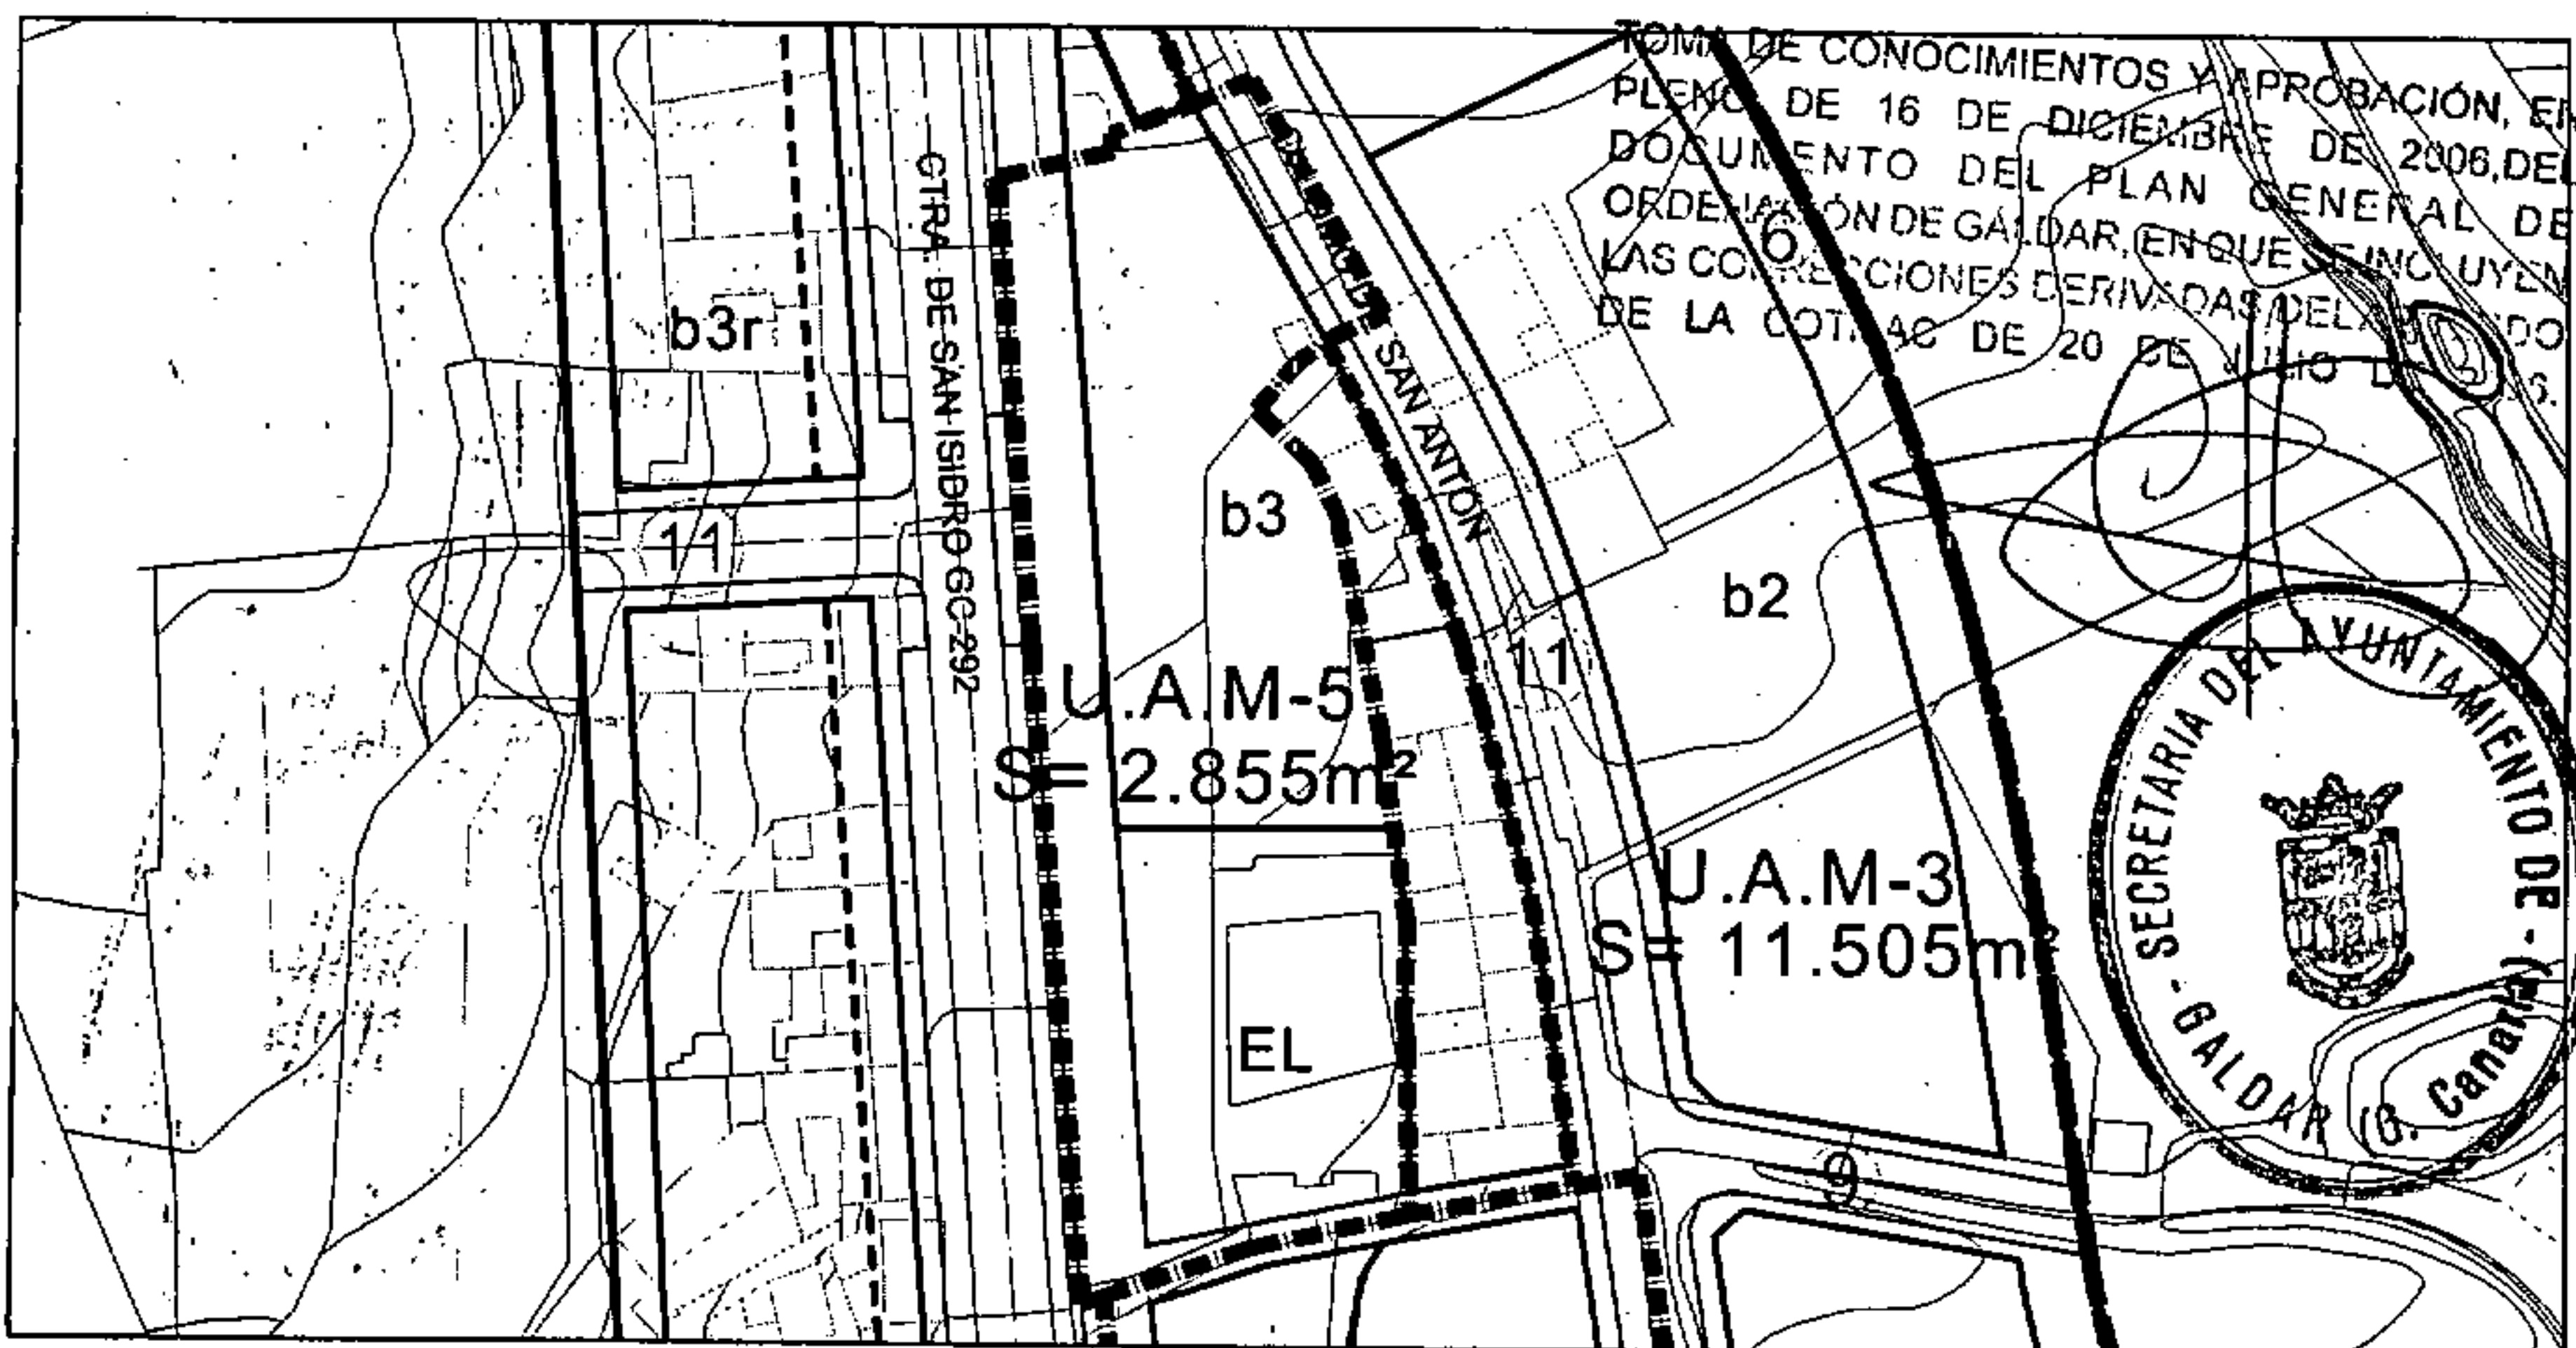 TOMA DE CONOCIMIENTOS Y APROBACIÓN, EN
PLENO DE 16 DE DICIEMBRE DE 2006, DEL
DOCUMENTO DEL PLAN GENERAL DE
ORDENACIÓN DE GÁLDAR, EN QUE SE INCLUYEN
LAS CORRECCIONES DERIVADAS DEL
DE LA COTMAC DE 20 DE JULIO
CTRA. DE SAN ISIDRO GC-292
SAN ANTON
b3r
6
b3
11
b2
11
U.A.M-5
S= 2.855m²
U.A.M-3
S= 11.505m²
EL
9
SECRETARIA DEL AYUNTAMIENTO DE -
- GALDAR (G. Canaria)